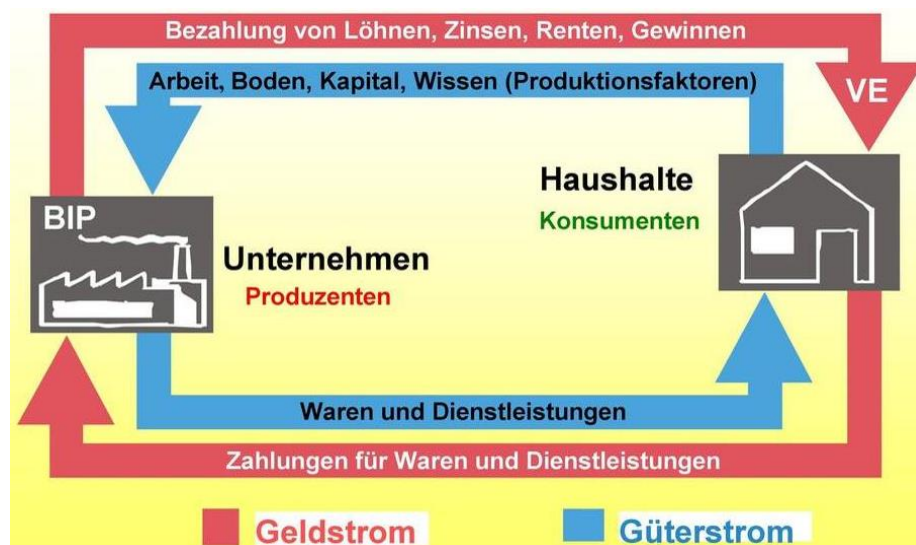 Bezahlung von Löhnen, Zinsen, Renten, Gewinnen
Arbeit, Boden, Kapital, Wissen (Produktionsfaktoren)
VE
Haushalte
Konsumenten
BIP
Unternehmen
Produzenten
Waren und Dienstleistungen
Zahlungen für Waren und Dienstleistungen
Geldstrom
Güterstrom